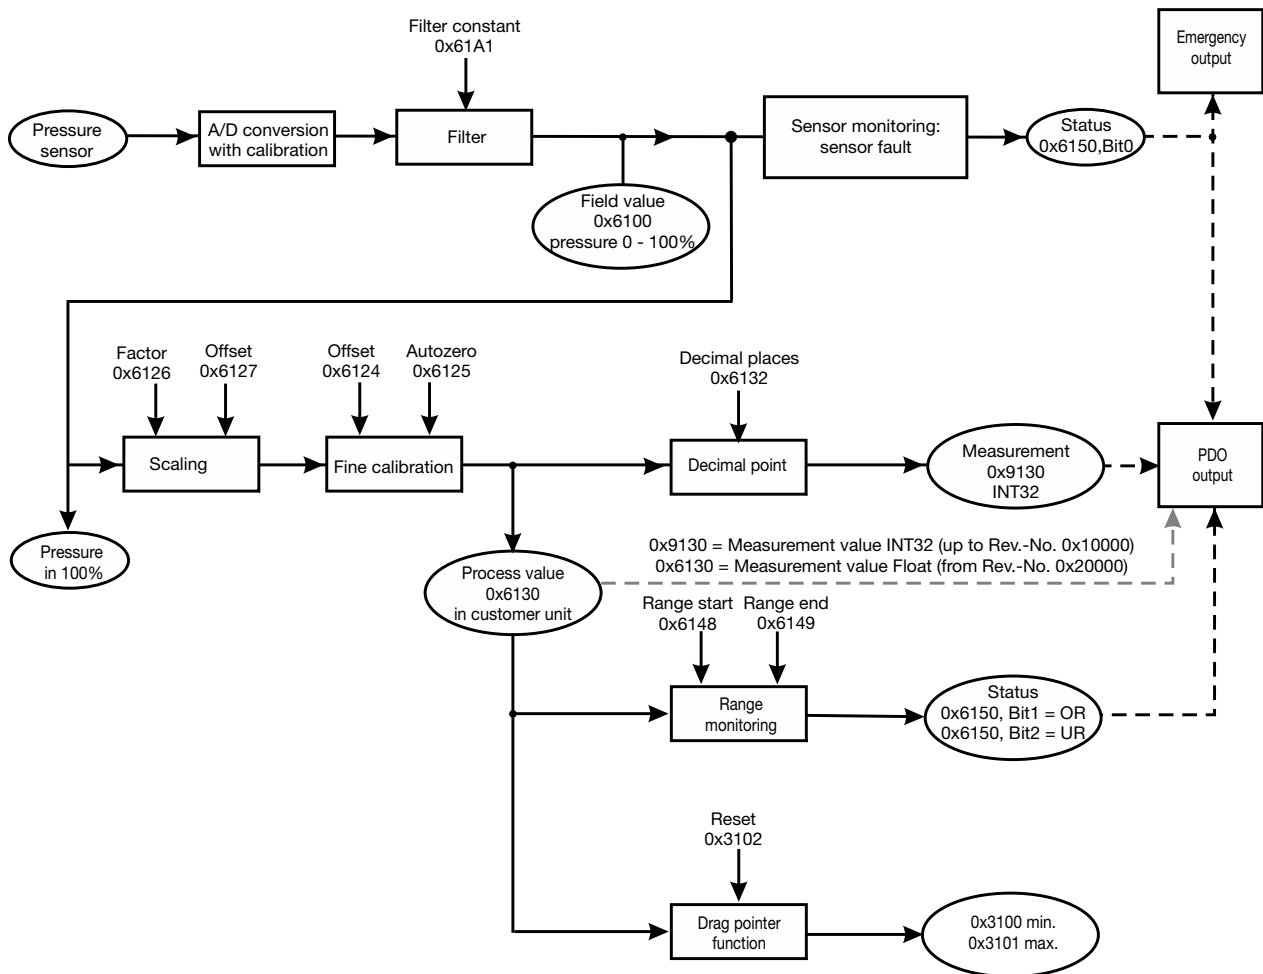 Filter constant
0x61A1
Emergency
output
Pressure
sensor
A/D conversion
with calibration
Filter
Sensor monitoring:
sensor fault
Status
0x6150,Bit0
Field value
0x6100
pressure 0 - 100%
Factor
0x6126
Offset
0x6127
Offset
0x6124
Autozero
0x6125
Decimal places
0x6132
Scaling
Fine calibration
Decimal point
Measurement
0x9130
INT32
PDO
output
Pressure
in 100%
Process value
0x6130
in customer unit
0x9130 = Measurement value INT32 (up to Rev.-No. 0x10000)
0x6130 = Measurement value Float (from Rev.-No. 0x20000)
Range start
0x6148
Range end
0x6149
Range
monitoring
Status
0x6150, Bit1 = OR
0x6150, Bit2 = UR
Reset
0x3102
Drag pointer
function
0x3100 min.
0x3101 max.